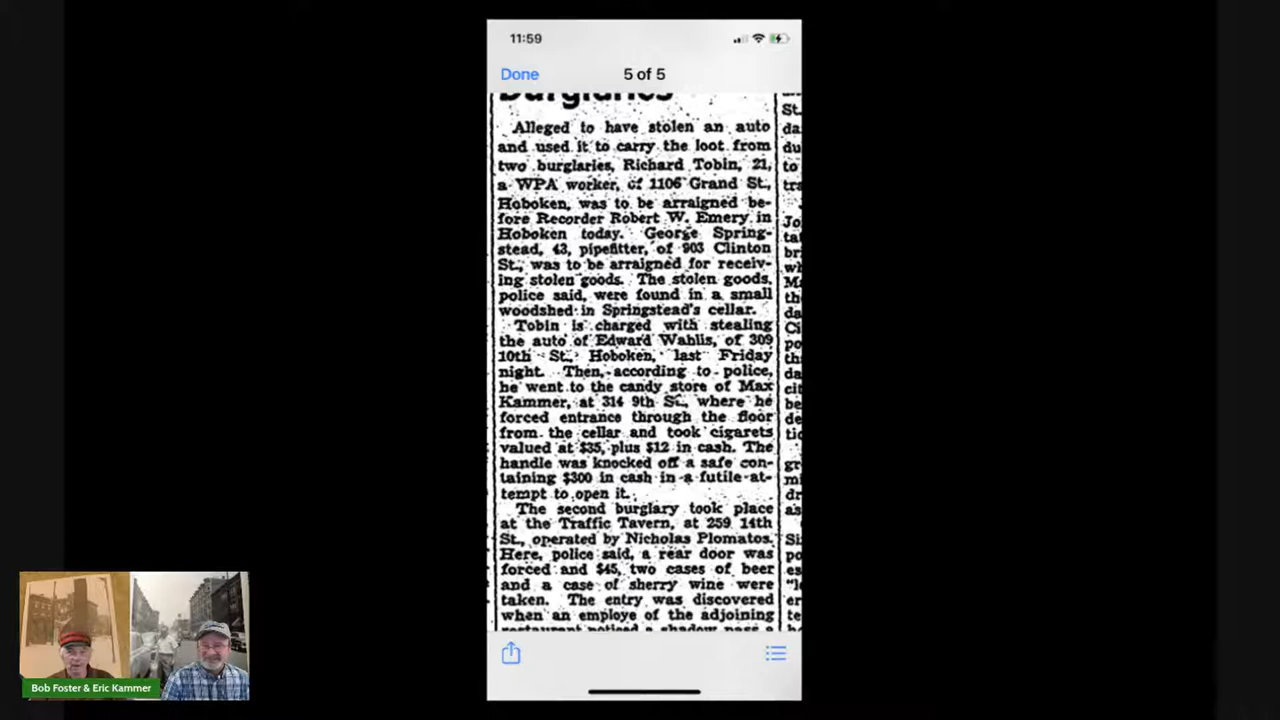 11:59
Done
5 of 5
Burglaries
Alleged to have stolen an auto
and used it to carry the loot from
two burglaries, Richard Tobin, 21,
a WPA worker, of 1106 Grand St.,
Hoboken, was to be arraigned be-
fore Recorder Robert W. Emery in
Hoboken today. George Spring-
stead, 43, pipefitter, of 903 Clinton
St., was to be arraigned for receiv-
ing stolen goods. The stolen goods,
police said, were found in a small
woodshed in Springstead's cellar.
Tobin is charged with stealing
the auto of Edward Wahlis, of 309
10th St., Hoboken, last Friday
night. Then, according to police,
he went to the candy store of Max
Kammer, at 314 9th St., where he
forced entrance through the floor
from the cellar and took cigarets
valued at $35, plus $12 in cash. The
handle was knocked off a safe con-
taining $300 in cash in a futile at-
tempt to open it.
The second burglary took place
at the Traffic Tavern, at 259 14th
St., operated by Nicholas Plomatos.
Here, police said, a rear door was
forced and $45, two cases of beer
and a case of sherry wine were
taken. The entry was discovered
when an employe of the adjoining
restaurant noticed a shadow pass a
Bob Foster & Eric Kammer